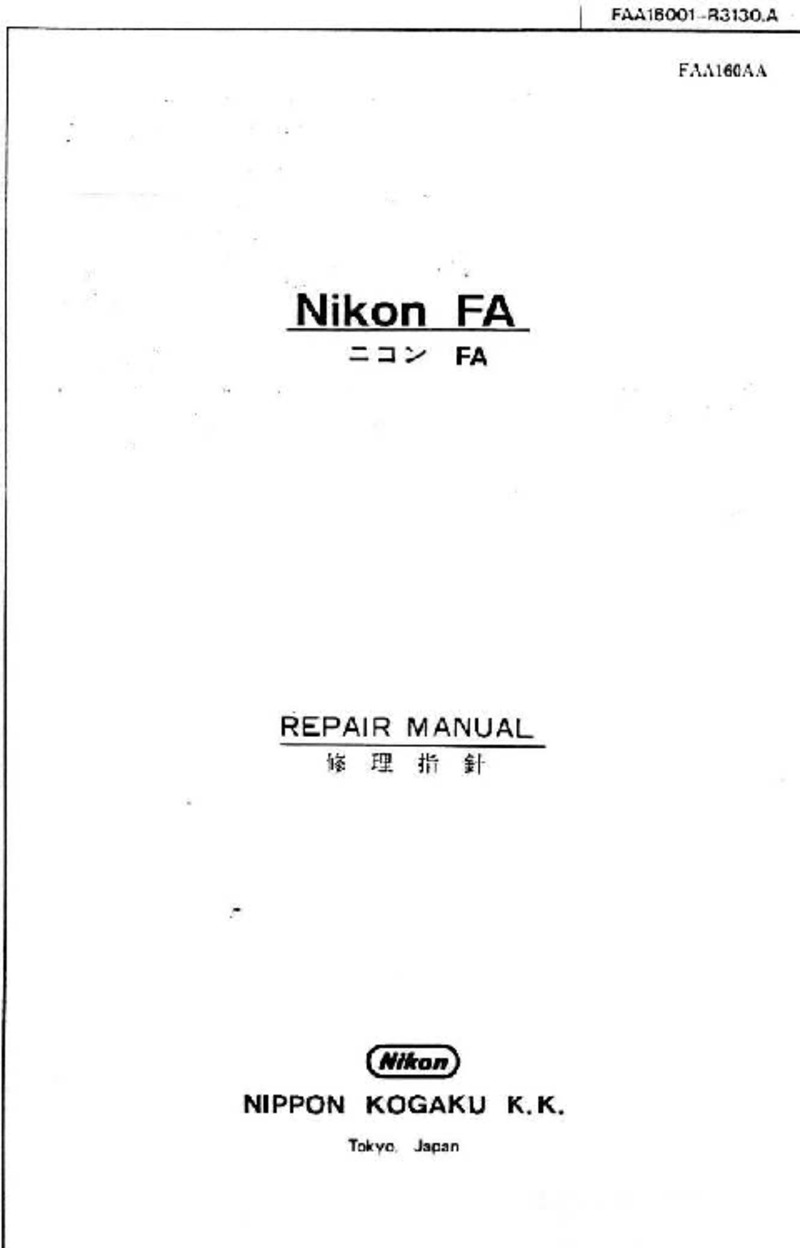 FAA16001-R3130.A
FAA160AA
Nikon FA
ニコン FA
REPAIR MANUAL
修理指針
Nikon
NIPPON KOGAKU K.K.
Tokyo, Japan